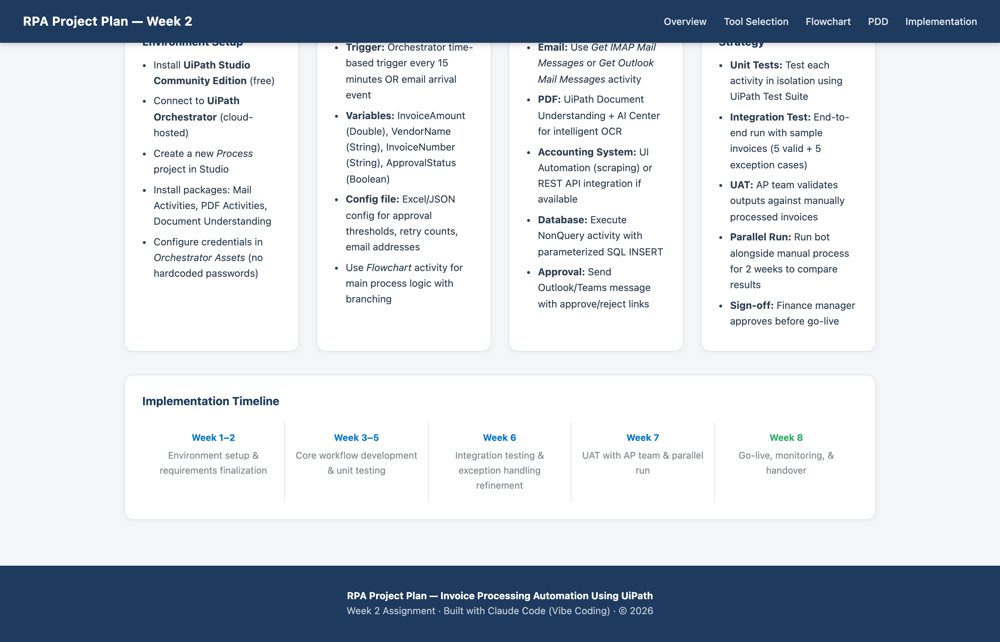 RPA Project Plan — Week 2
Overview
Tool Selection
Flowchart
PDD
Implementation
Environment Setup
• Install UiPath Studio
Community Edition (free)
• Connect to UiPath
Orchestrator (cloud-
hosted)
• Create a new Process
project in Studio
• Install packages: Mail
Activities, PDF Activities,
Document Understanding
• Configure credentials in
Orchestrator Assets (no
hardcoded passwords)
• Trigger: Orchestrator time-
based trigger every 15
minutes OR email arrival
event
• Variables: InvoiceAmount
(Double), VendorName
(String), InvoiceNumber
(String), ApprovalStatus
(Boolean)
• Config file: Excel/JSON
config for approval
thresholds, retry counts,
email addresses
• Use Flowchart activity for
main process logic with
branching
• Email: Use Get IMAP Mail
Messages or Get Outlook
Mail Messages activity
• PDF: UiPath Document
Understanding + AI Center
for intelligent OCR
• Accounting System: UI
Automation (scraping) or
REST API integration if
available
• Database: Execute
NonQuery activity with
parameterized SQL INSERT
• Approval: Send
Outlook/Teams message
with approve/reject links
Strategy
• Unit Tests: Test each
activity in isolation using
UiPath Test Suite
• Integration Test: End-to-
end run with sample
invoices (5 valid + 5
exception cases)
• UAT: AP team validates
outputs against manually
processed invoices
• Parallel Run: Run bot
alongside manual process
for 2 weeks to compare
results
• Sign-off: Finance manager
approves before go-live
Implementation Timeline
Week 1–2
Environment setup &
requirements finalization
Week 3–5
Core workflow development
& unit testing
Week 6
Integration testing &
exception handling
refinement
Week 7
UAT with AP team & parallel
run
Week 8
Go-live, monitoring, &
handover
RPA Project Plan — Invoice Processing Automation Using UiPath
Week 2 Assignment · Built with Claude Code (Vibe Coding) · © 2026